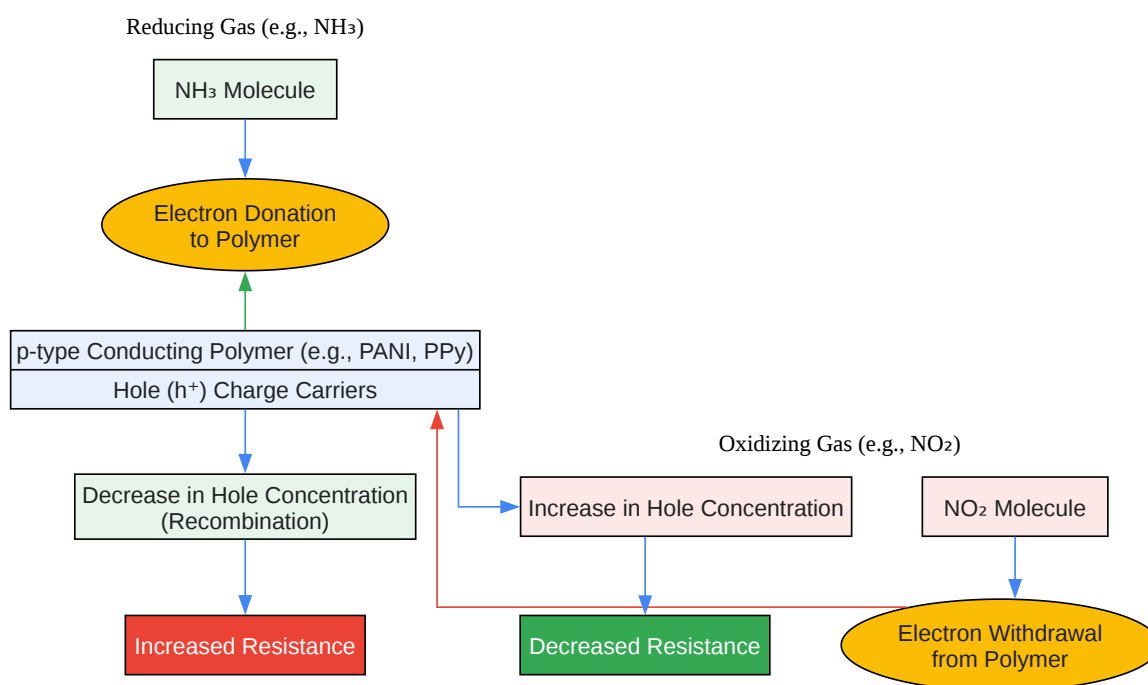 Reducing Gas (e.g., NH₃)
NH₃ Molecule
Electron Donation
to Polymer
p-type Conducting Polymer (e.g., PANI, PPy)
Hole (h⁺) Charge Carriers
Decrease in Hole Concentration
(Recombination)
Increased Resistance
Oxidizing Gas (e.g., NO₂)
Increase in Hole Concentration
NO₂ Molecule
Decreased Resistance
Electron Withdrawal
from Polymer